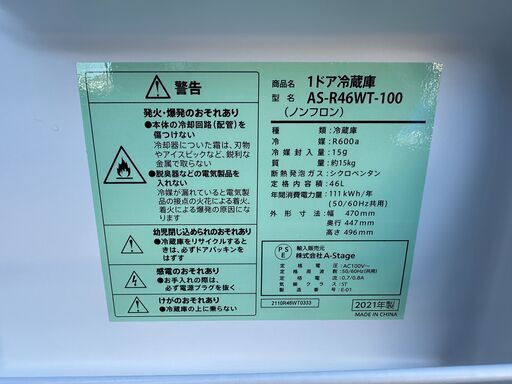 警告
発火・爆発のおそれあり
●本体の冷却回路(配管)を
傷つけない
冷却器についた霜は、刃物
やアイスピックなど、鋭利な
金属で取らない
●脱臭器などの電気製品を
入れない
冷媒が漏れていると電気製
品の接点の火花による着火、
着火による爆発の原因に
なります
幼児閉じ込められのおそれあり
●冷蔵庫をリサイクルするとき
は、必ずドアパッキンを
はずす
感電のおそれあり
●お手入れの際は、必ず
電源プラグを抜く
けがのおそれあり
●冷蔵庫の上に乗らない
商品名 1ドア冷蔵庫
型名 AS-R46WT-100
(ノンフロン)
種類:冷蔵庫
冷媒:R600a
冷媒封入量:15g
質量:約15kg
断熱発泡ガス:シクロペンタン
定格内容積:46L
年間消費電力量:111kWh/年
(50/60Hz共用)
外形寸法:幅 470mm
奥行 447mm
高さ 496mm
PSE
輸入販売元
株式会社A-Stage
定格電圧:AC100V~
定格周波数:50/60Hz(共用)
定格電流:0.7/0.8A
気候クラス:ST
製造番号:E-01
2110R46WT0333
2021年製
MADE IN CHINA